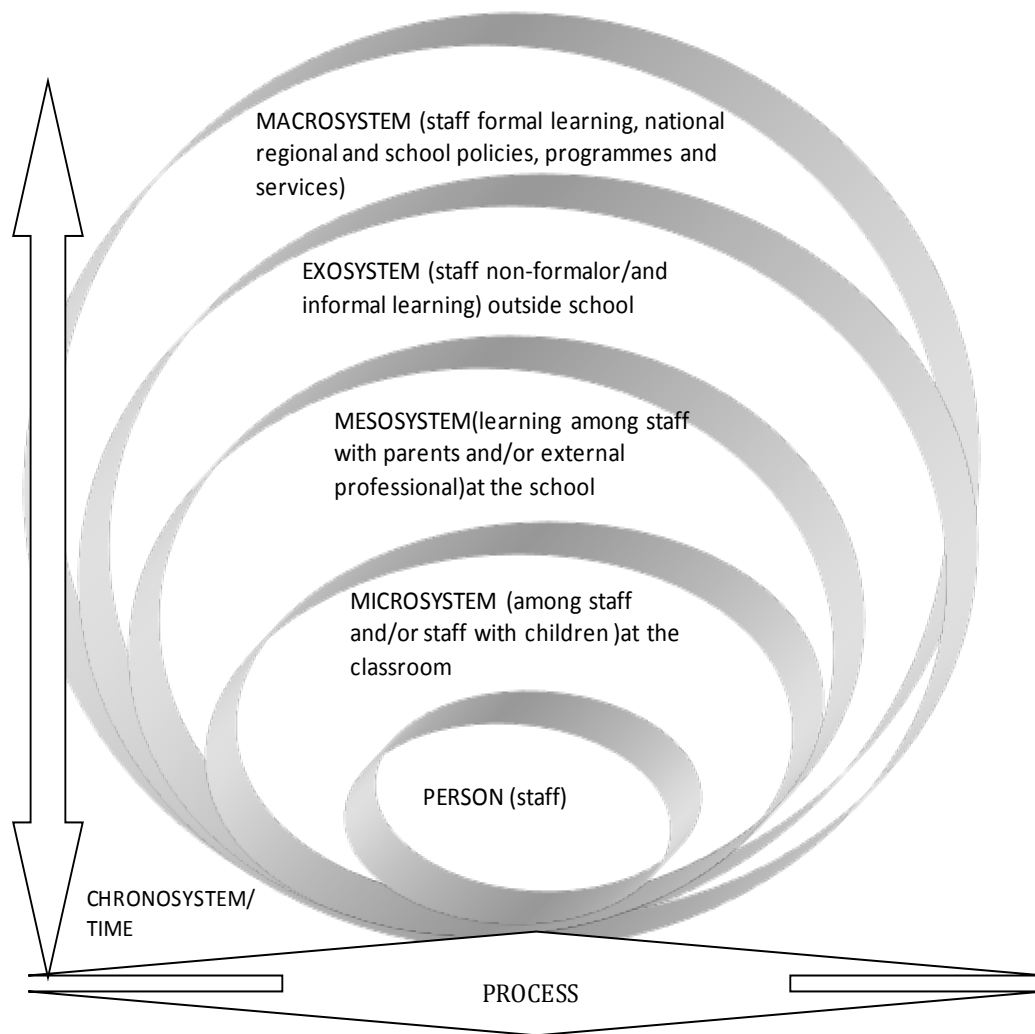 MACROSYSTEM (staff formal learning, national
regional and school policies, programmes and
services)
EXOSYSTEM (staff non-formalor/and
informal learning) outside school
MESOSYSTEM(learning among staff
with parents and/or external
professional)at the school
MICROSYSTEM (among staff
and/or staff with children )at the
classroom
PERSON (staff)
CHRONOSYSTEM/
TIME
PROCESS